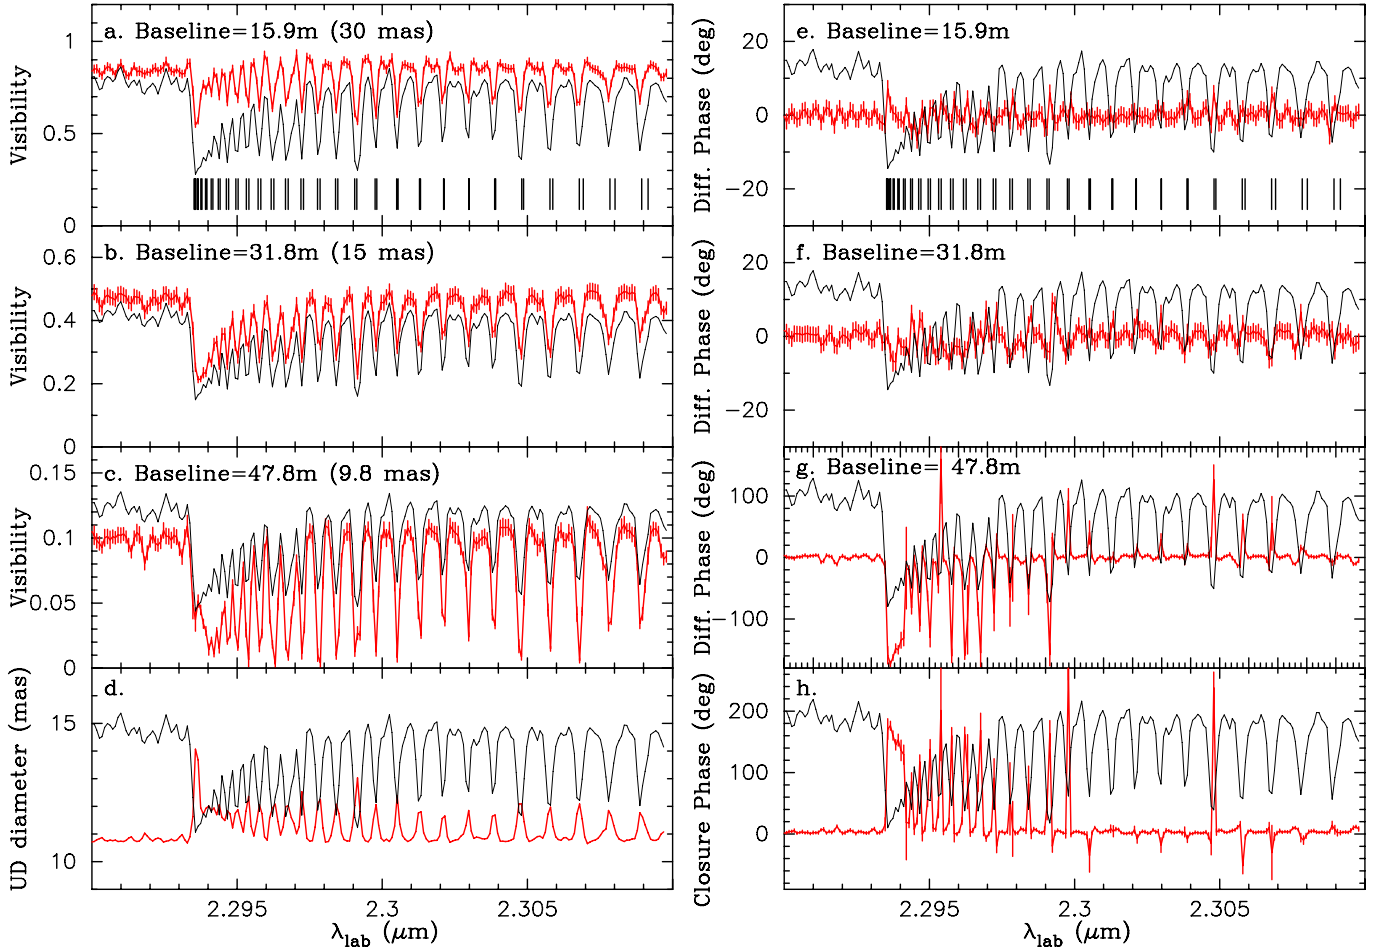 a. Baseline=15.9m (30 mas)
1
0.5
0
Visibility
b. Baseline=31.8m (15 mas)
0.6
0.4
0.2
0
Visibility
c. Baseline=47.8m (9.8 mas)
0.15
0.1
0.05
0
Visibility
d.
15
10
UD diameter (mas)
2.295
2.3
2.305
λlab (μm)
e. Baseline=15.9m
20
0
−20
Diff. Phase (deg)
f. Baseline=31.8m
20
0
−20
Diff. Phase (deg)
g. Baseline= 47.8m
100
0
−100
Diff. Phase (deg)
h.
200
100
0
Closure Phase (deg)
2.295
2.3
2.305
λlab (μm)